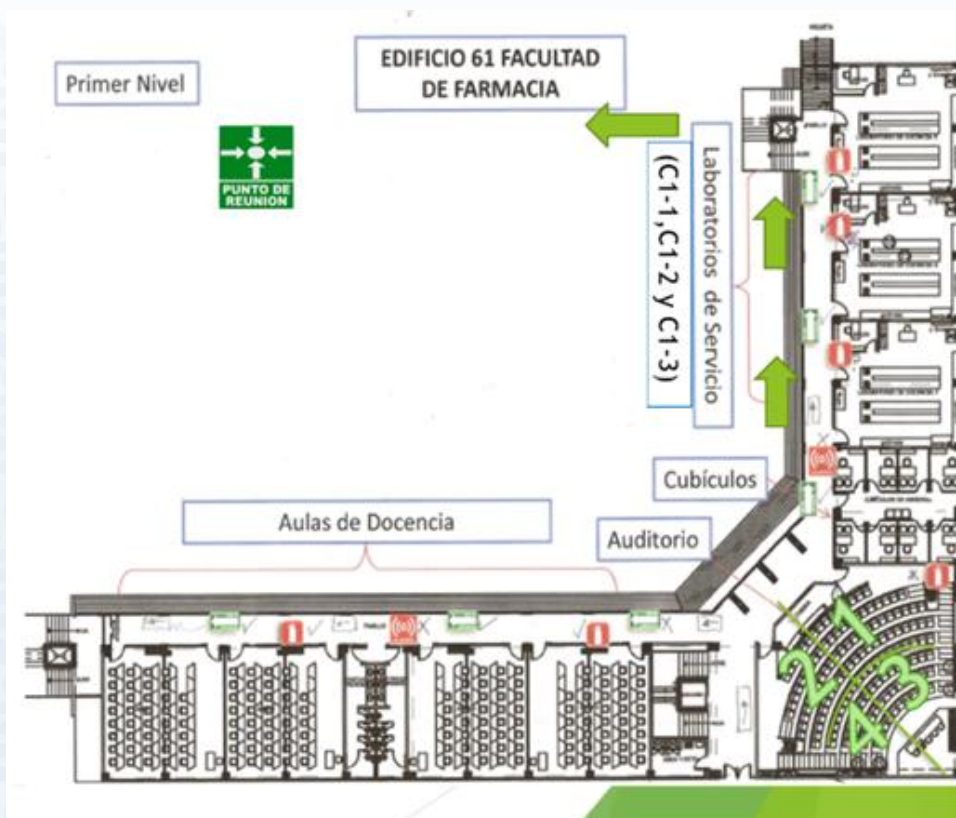 EDIFICIO 61 FACULTAD
DE FARMACIA
Primer Nivel
PUNTO DE
REUNION
Laboratorios de Servicio
(C1-1,C1-2 y C1-3)
Cubículos
Auditorio
Aulas de Docencia
1
2
3
4